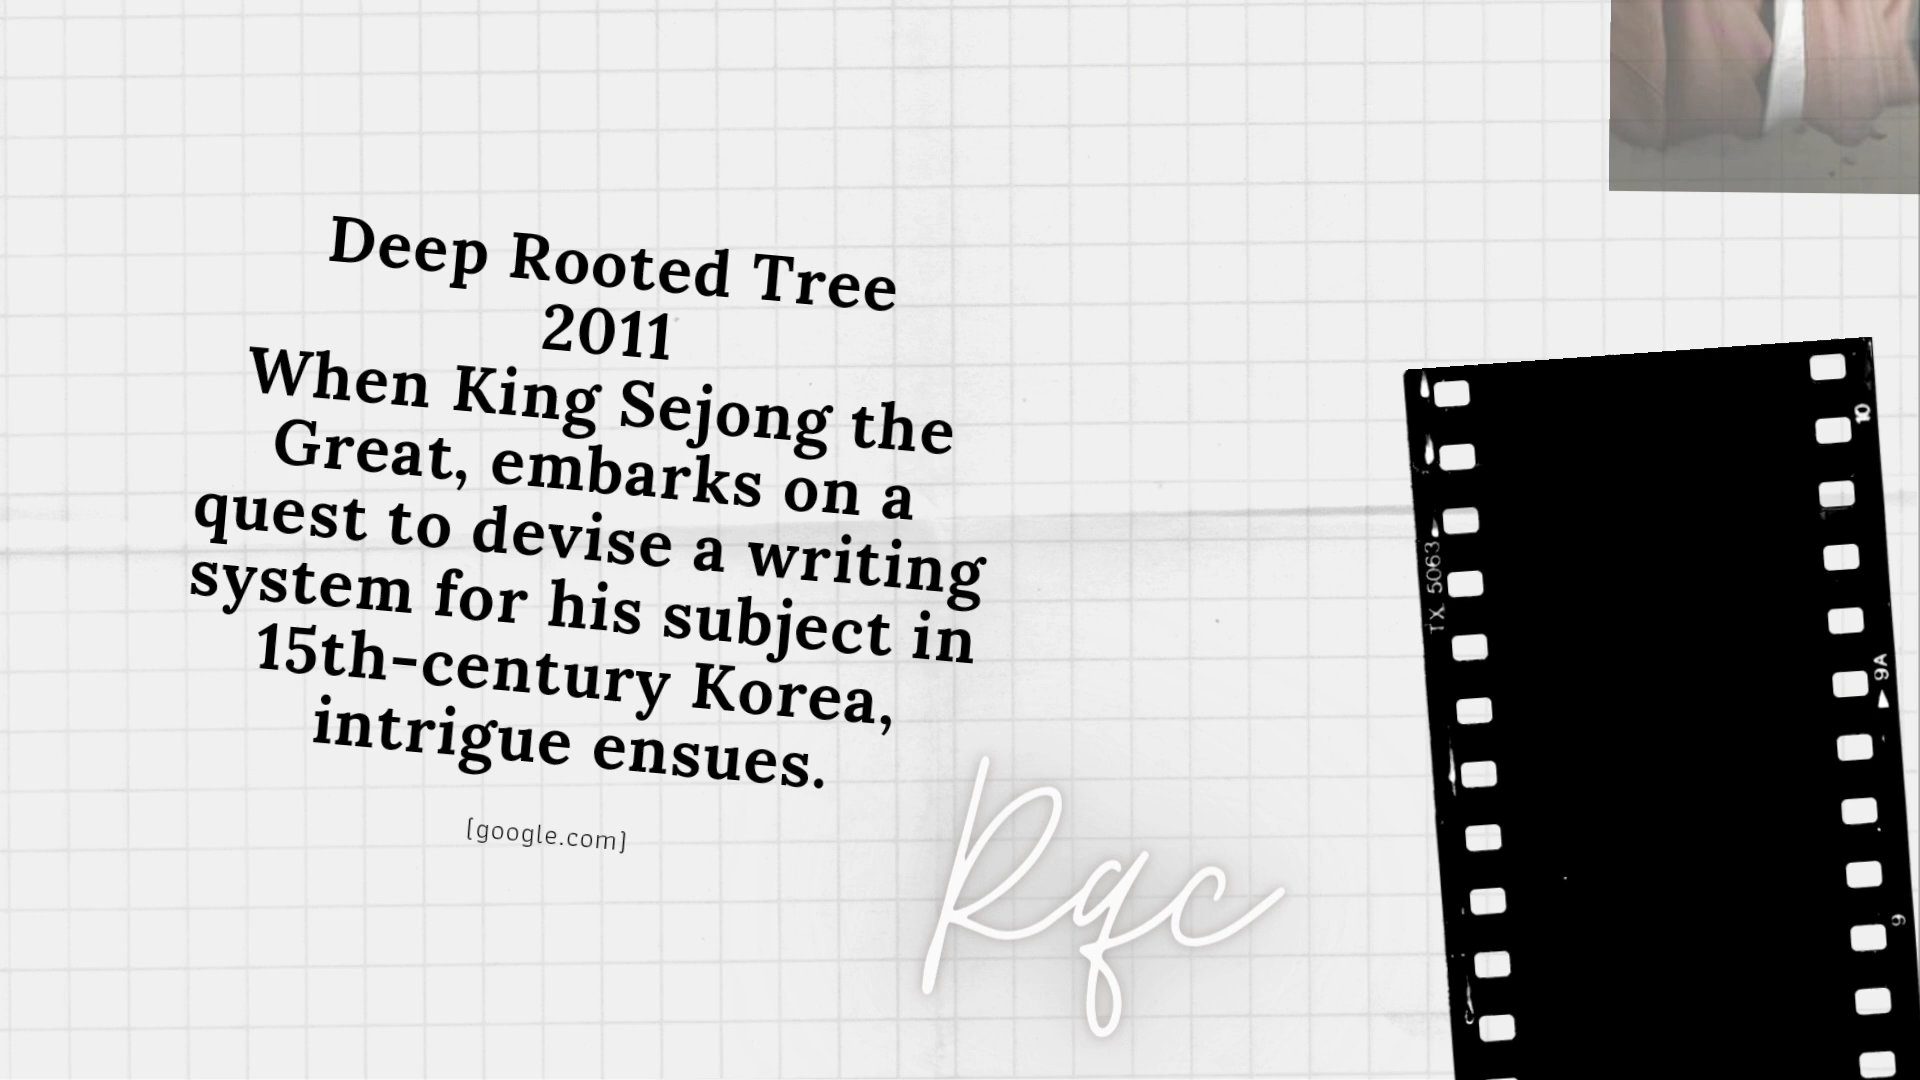 Deep Rooted Tree
2011
When King Sejong the
Great, embarks on a
quest to devise a writing
system for his subject in
15th-century Korea,
intrigue ensues.
[google.com]
Rqc
TX 5063
10
9A
9